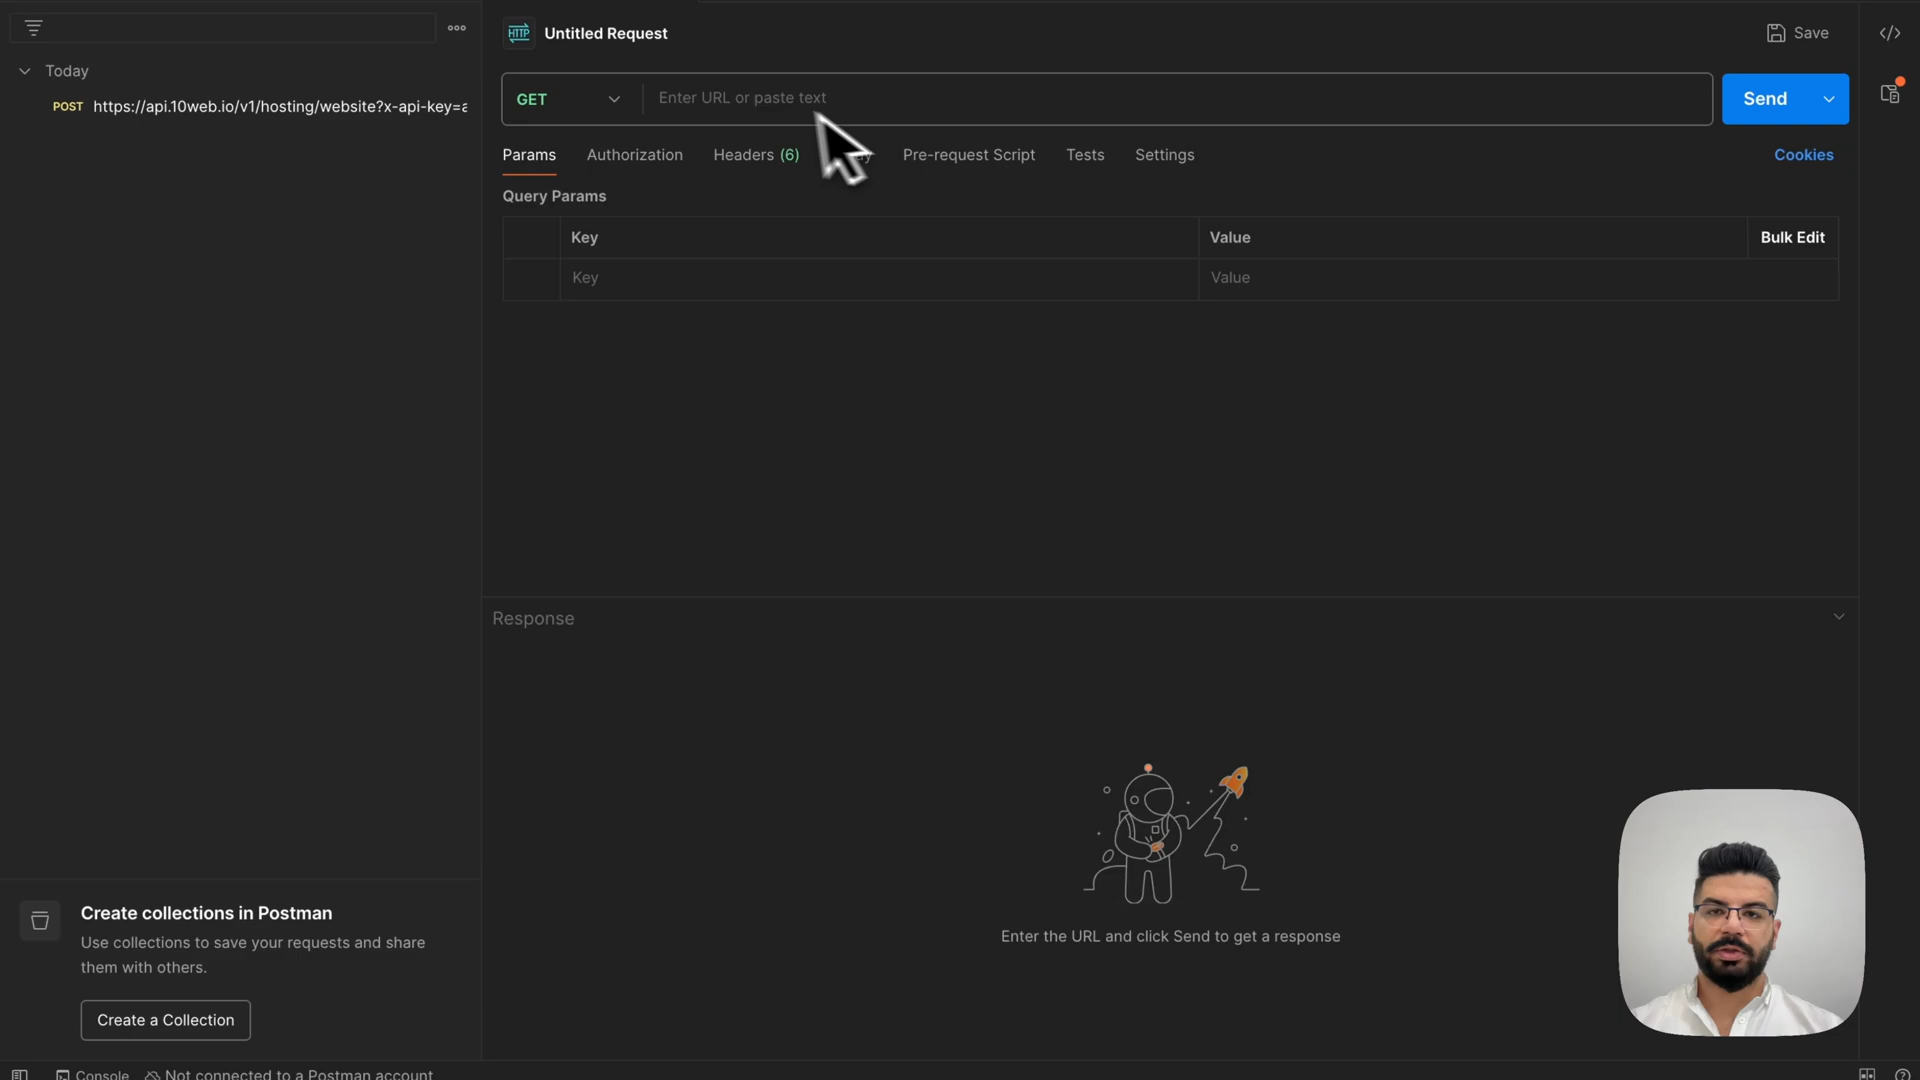 HTTP
Untitled Request
Save
Today
POST https://api.10web.io/v1/hosting/website?x-api-key=a
GET
Enter URL or paste text
Send
Params
Authorization
Headers (6)
Pre-request Script
Tests
Settings
Cookies
Query Params
Key
Value
Bulk Edit
Key
Value
Response
Enter the URL and click Send to get a response
Create collections in Postman
Use collections to save your requests and share
them with others.
Create a Collection
Console
Not connected to a Postman account